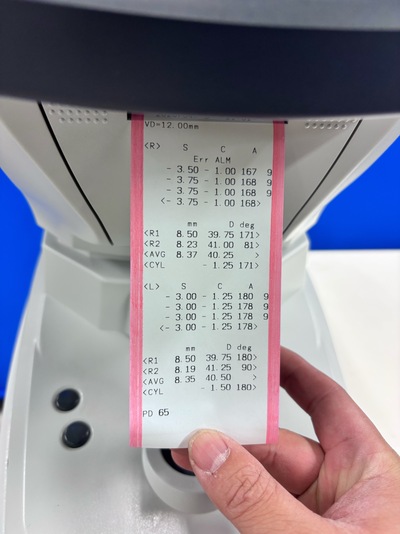 VD=12.00mm
<R> S C A
Err ALM
- 3.50 - 1.00 167 9
- 3.75 - 1.00 168 9
- 3.75 - 1.00 168 9
<- 3.75 - 1.00 168>
mm D deg
<R1 8.50 39.75 171>
<R2 8.23 41.00 81>
<AVG 8.37 40.25 >
<CYL - 1.25 171>
<L> S C A
- 3.00 - 1.25 180 9
- 3.00 - 1.25 178 9
- 3.00 - 1.25 178 9
<- 3.00 - 1.25 178>
mm D deg
<R1 8.50 39.75 180>
<R2 8.19 41.25 90>
<AVG 8.35 40.50 >
<CYL - 1.50 180>
PD 65